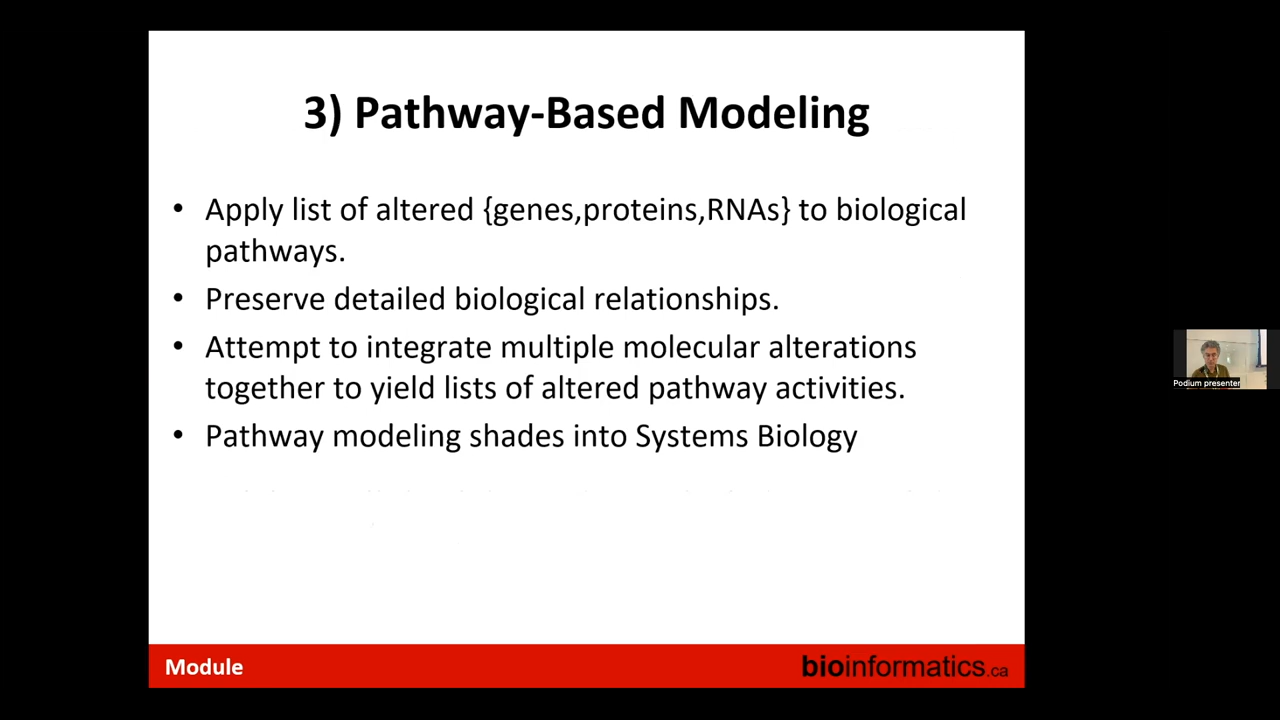 3) Pathway-Based Modeling
• Apply list of altered {genes,proteins,RNAs} to biological
pathways.
• Preserve detailed biological relationships.
• Attempt to integrate multiple molecular alterations
together to yield lists of altered pathway activities.
• Pathway modeling shades into Systems Biology
Podium presenter
Module
bioinformatics.ca